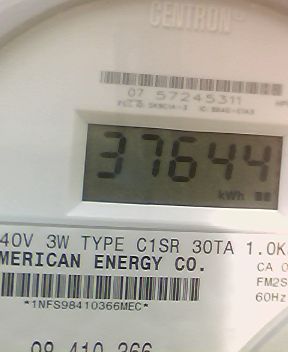 CENTRON
07 57245311
37644
kWh
40V 3W TYPE C1SR 30TA 1.0K
MERICAN ENERGY CO.
CA 0
FM2S
60Hz
*1NFS98410366MEC*
98 410 366